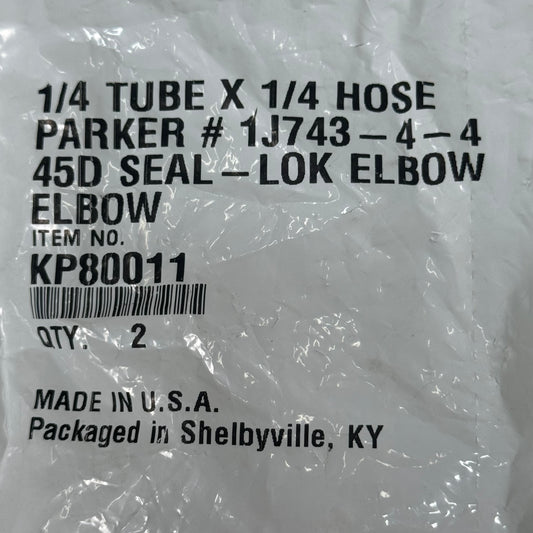 1/4 TUBE X 1/4 HOSE
PARKER # 1J743-4-4
45D SEAL-LOK ELBOW
ELBOW
ITEM NO.
KP80011
QTY. 2
MADE IN U.S.A.
Packaged in Shelbyville, KY